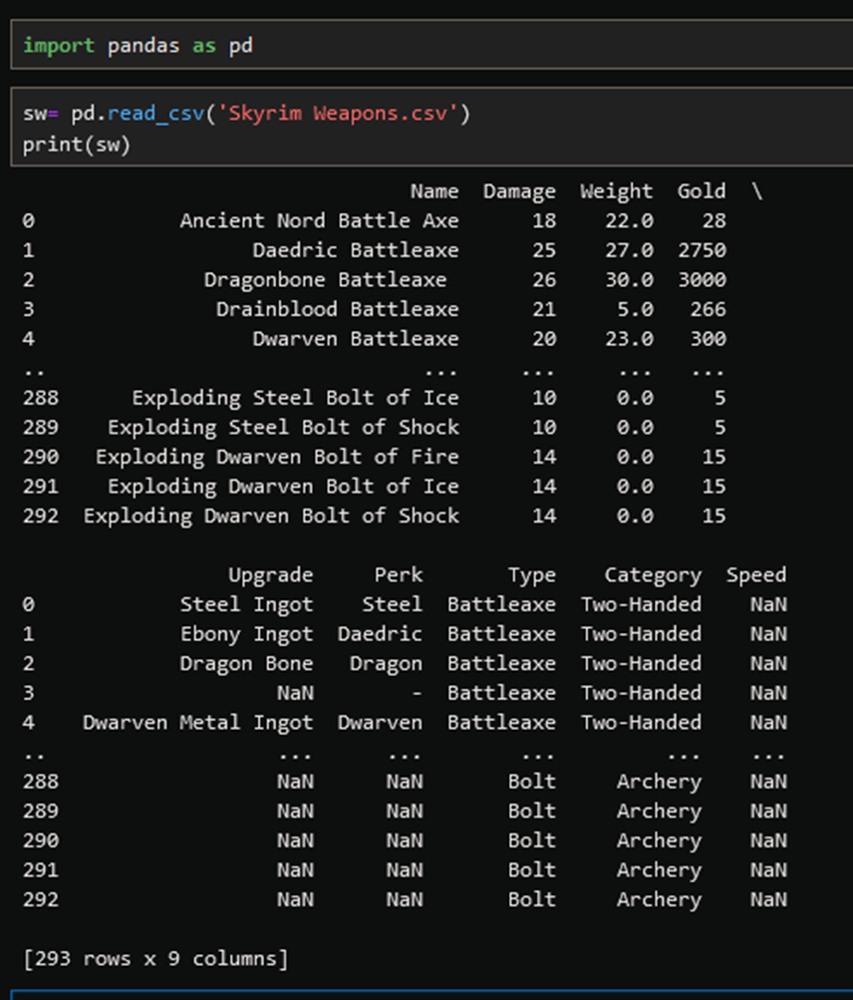 import pandas as pd
sw= pd.read_csv('Skyrim Weapons.csv')
print(sw)
Name Damage Weight Gold \
0 Ancient Nord Battle Axe 18 22.0 28
1 Daedric Battleaxe 25 27.0 2750
2 Dragonbone Battleaxe 26 30.0 3000
3 Drainblood Battleaxe 21 5.0 266
4 Dwarven Battleaxe 20 23.0 300
.. ... ... ... ...
288 Exploding Steel Bolt of Ice 10 0.0 5
289 Exploding Steel Bolt of Shock 10 0.0 5
290 Exploding Dwarven Bolt of Fire 14 0.0 15
291 Exploding Dwarven Bolt of Ice 14 0.0 15
292 Exploding Dwarven Bolt of Shock 14 0.0 15
Upgrade Perk Type Category Speed
0 Steel Ingot Steel Battleaxe Two-Handed NaN
1 Ebony Ingot Daedric Battleaxe Two-Handed NaN
2 Dragon Bone Dragon Battleaxe Two-Handed NaN
3 NaN - Battleaxe Two-Handed NaN
4 Dwarven Metal Ingot Dwarven Battleaxe Two-Handed NaN
.. ... ... ... ... ...
288 NaN NaN Bolt Archery NaN
289 NaN NaN Bolt Archery NaN
290 NaN NaN Bolt Archery NaN
291 NaN NaN Bolt Archery NaN
292 NaN NaN Bolt Archery NaN
[293 rows x 9 columns]